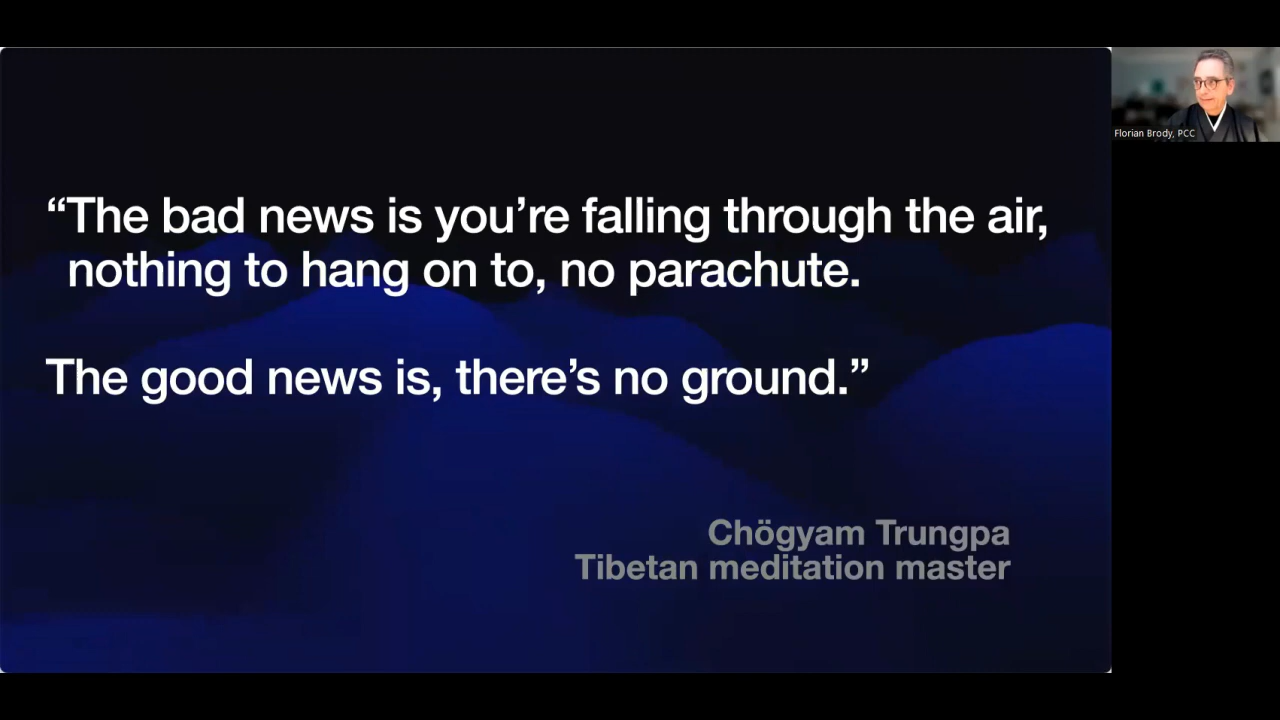 “The bad news is you’re falling through the air,
nothing to hang on to, no parachute.
The good news is, there’s no ground.”
Chögyam Trungpa
Tibetan meditation master
Florian Brody, PCC